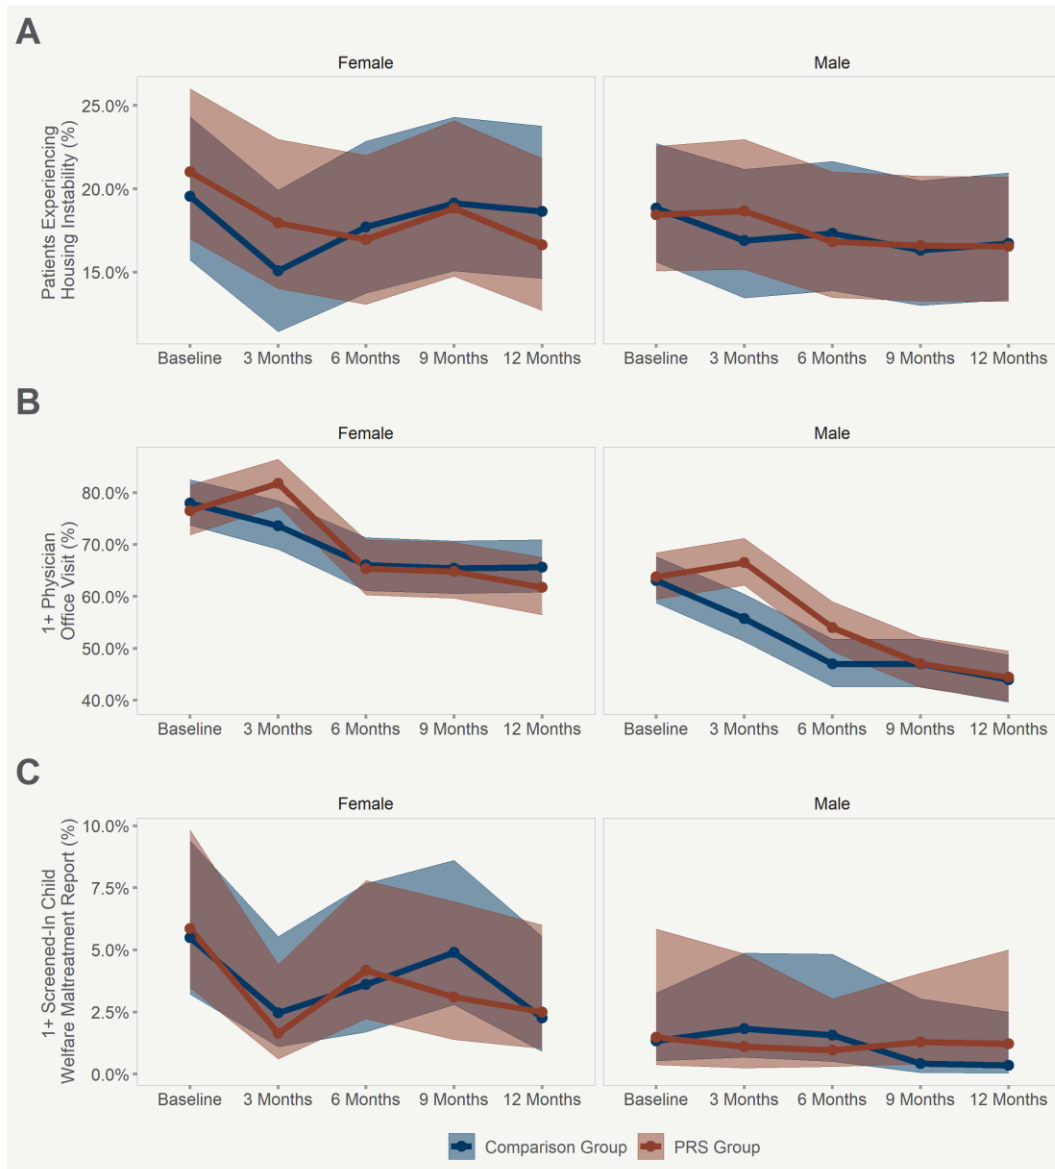 A
Female
Male
Patients Experiencing
Housing Instability (%)
25.0%
20.0%
15.0%
Baseline 3 Months 6 Months 9 Months 12 Months
Baseline 3 Months 6 Months 9 Months 12 Months
B
Female
Male
1+ Physician
Office Visit (%)
80.0%
70.0%
60.0%
50.0%
40.0%
Baseline 3 Months 6 Months 9 Months 12 Months
Baseline 3 Months 6 Months 9 Months 12 Months
C
Female
Male
1+ Screened-In Child
Welfare Maltreatment Report (%)
10.0%
7.5%
5.0%
2.5%
0.0%
Baseline 3 Months 6 Months 9 Months 12 Months
Baseline 3 Months 6 Months 9 Months 12 Months
Comparison Group PRS Group